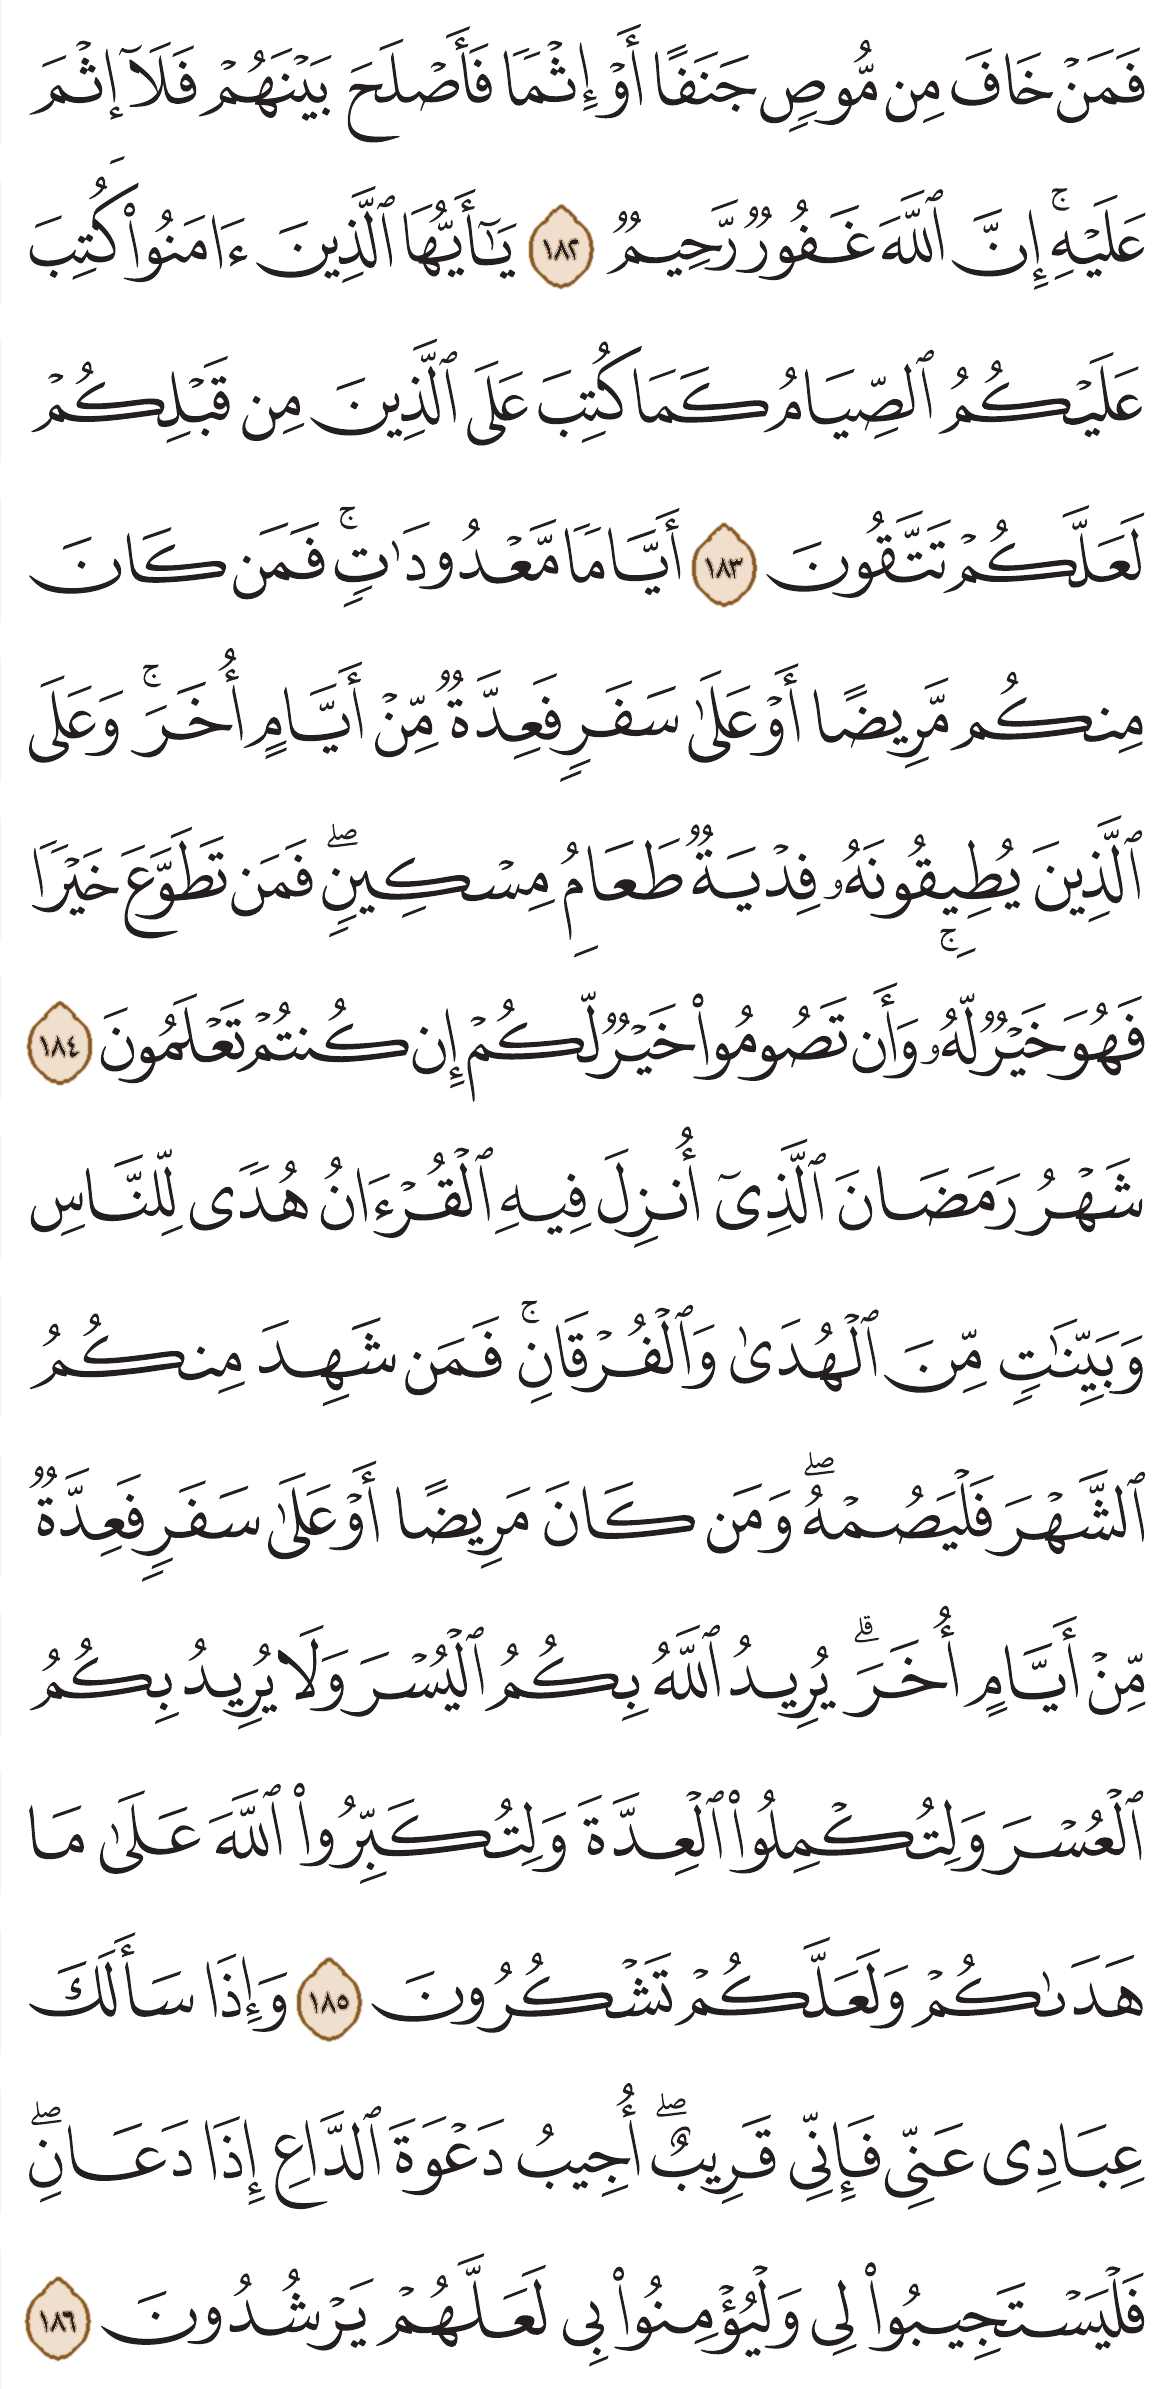 فَمَنۡ خَافَ مِن مُّوصٖ جَنَفًا أَوۡ إِثۡمٗا فَأَصۡلَحَ بَيۡنَهُمۡ فَلَآ إِثۡمَ
عَلَيۡهِۚ إِنَّ ٱللَّهَ غَفُورٞ رَّحِيمٞ ١٨٢ يَٰٓأَيُّهَا ٱلَّذِينَ ءَامَنُواْ كُتِبَ
عَلَيۡكُمُ ٱلصِّيَامُ كَمَا كُتِبَ عَلَى ٱلَّذِينَ مِن قَبۡلِكُمۡ
لَعَلَّكُمۡ تَتَّقُونَ ١٨٣ أَيَّامٗا مَّعۡدُودَٰتٖۚ فَمَن كَانَ
مِنكُم مَّرِيضًا أَوۡ عَلَىٰ سَفَرٖ فَعِدَّةٞ مِّنۡ أَيَّامٍ أُخَرَۚ وَعَلَى
ٱلَّذِينَ يُطِيقُونَهُۥ فِدۡيَةٞ طَعَامُ مِسۡكِينٖۖ فَمَن تَطَوَّعَ خَيۡرٗا
فَهُوَ خَيۡرٞ لَّهُۥۚ وَأَن تَصُومُواْ خَيۡرٞ لَّكُمۡ إِن كُنتُمۡ تَعۡلَمُونَ ١٨٤
شَهۡرُ رَمَضَانَ ٱلَّذِيٓ أُنزِلَ فِيهِ ٱلۡقُرۡءَانُ هُدٗى لِّلنَّاسِ
وَبَيِّنَٰتٖ مِّنَ ٱلۡهُدَىٰ وَٱلۡفُرۡقَانِۚ فَمَن شَهِدَ مِنكُمُ
ٱلشَّهۡرَ فَلۡيَصُمۡهُۖ وَمَن كَانَ مَرِيضًا أَوۡ عَلَىٰ سَفَرٖ فَعِدَّةٞ
مِّنۡ أَيَّامٍ أُخَرَۗ يُرِيدُ ٱللَّهُ بِكُمُ ٱلۡيُسۡرَ وَلَا يُرِيدُ بِكُمُ
ٱلۡعُسۡرَ وَلِتُكۡمِلُواْ ٱلۡعِدَّةَ وَلِتُكَبِّرُواْ ٱللَّهَ عَلَىٰ مَا
هَدَىٰكُمۡ وَلَعَلَّكُمۡ تَشۡكُرُونَ ١٨٥ وَإِذَا سَأَلَكَ
عِبَادِي عَنِّي فَإِنِّي قَرِيبٌۖ أُجِيبُ دَعۡوَةَ ٱلدَّاعِ إِذَا دَعَانِۖ
فَلۡيَسۡتَجِيبُواْ لِي وَلۡيُؤۡمِنُواْ بِي لَعَلَّهُمۡ يَرۡشُدُونَ ١٨٦